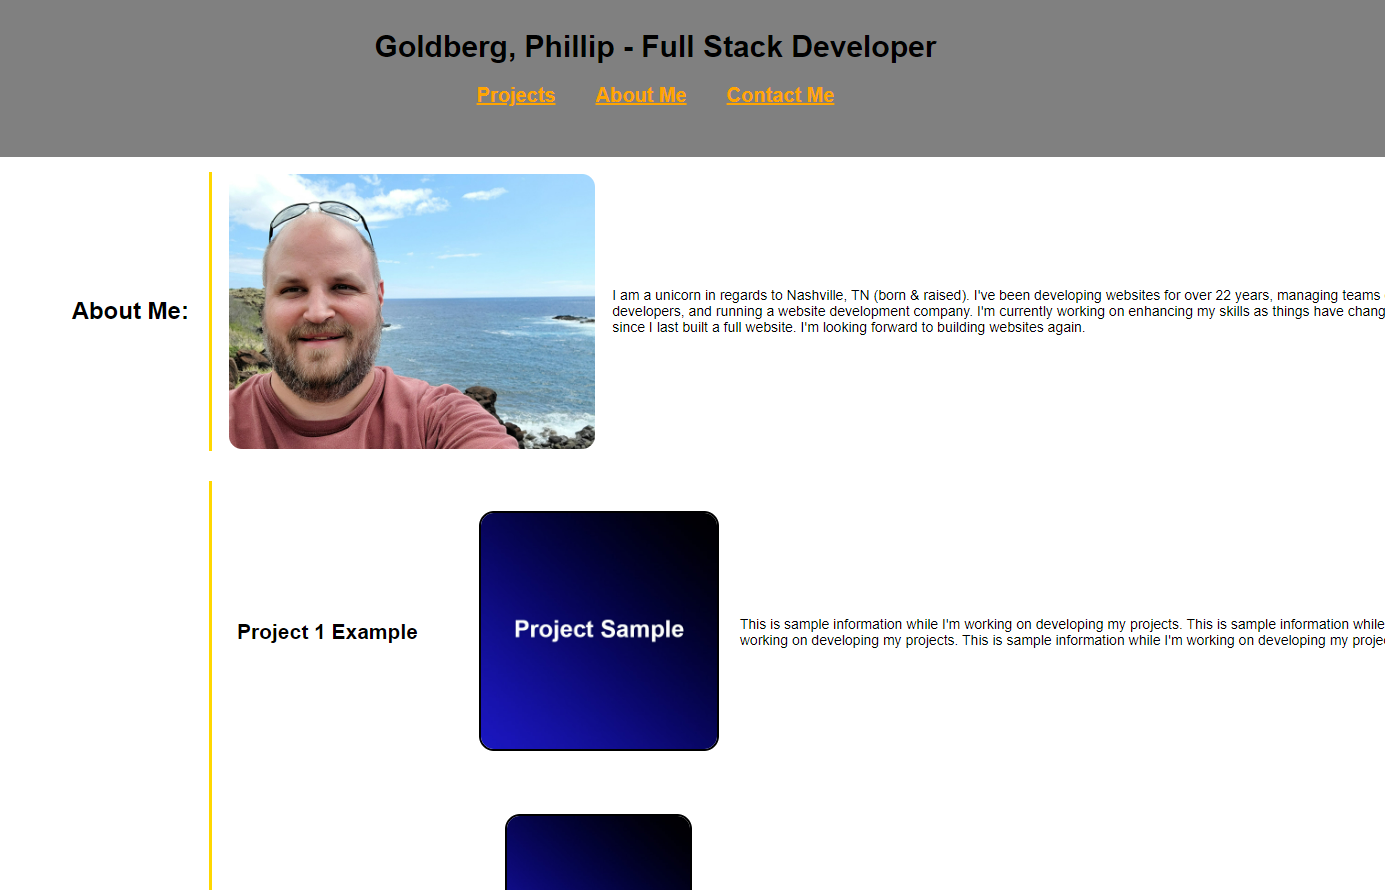 Goldberg, Phillip - Full Stack Developer
Projects About Me Contact Me
About Me:
I am a unicorn in regards to Nashville, TN (born & raised). I've been developing websites for over 22 years, managing teams
developers, and running a website development company. I'm currently working on enhancing my skills as things have chang
since I last built a full website. I'm looking forward to building websites again.
Project 1 Example
Project Sample
This is sample information while I'm working on developing my projects. This is sample information while
working on developing my projects. This is sample information while I'm working on developing my proje